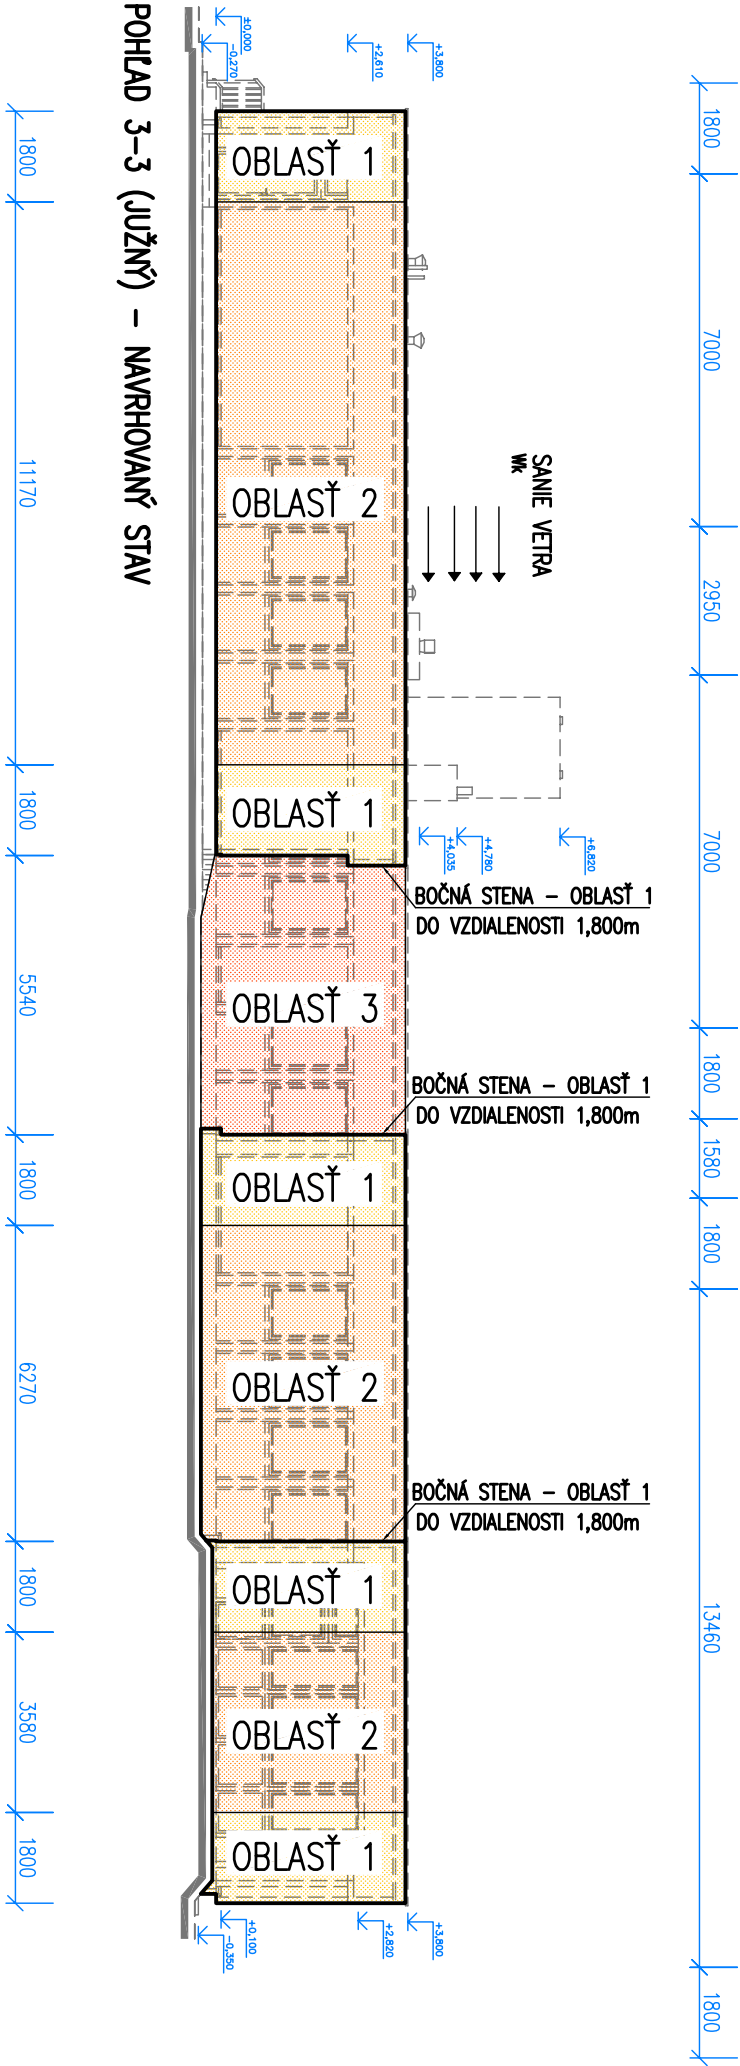 ±0,000
-0,270
+2,610
+3,800
POHĽAD 3-3 (JUŽNÝ) - NAVRHOVANÝ STAV
1800
11170
1800
5540
1800
6270
1800
3580
1800
OBLASŤ 1
OBLASŤ 2
OBLASŤ 1
OBLASŤ 3
OBLASŤ 1
OBLASŤ 2
OBLASŤ 1
OBLASŤ 2
OBLASŤ 1
SANIE VETRA
Wk
+4,035
+4,780
+6,820
BOČNÁ STENA - OBLASŤ 1
DO VZDIALENOSTI 1,800m
BOČNÁ STENA - OBLASŤ 1
DO VZDIALENOSTI 1,800m
BOČNÁ STENA - OBLASŤ 1
DO VZDIALENOSTI 1,800m
1800
7000
2950
7000
1800
1580
1800
13460
1800
+0,100
-0,350
+2,820
+3,800